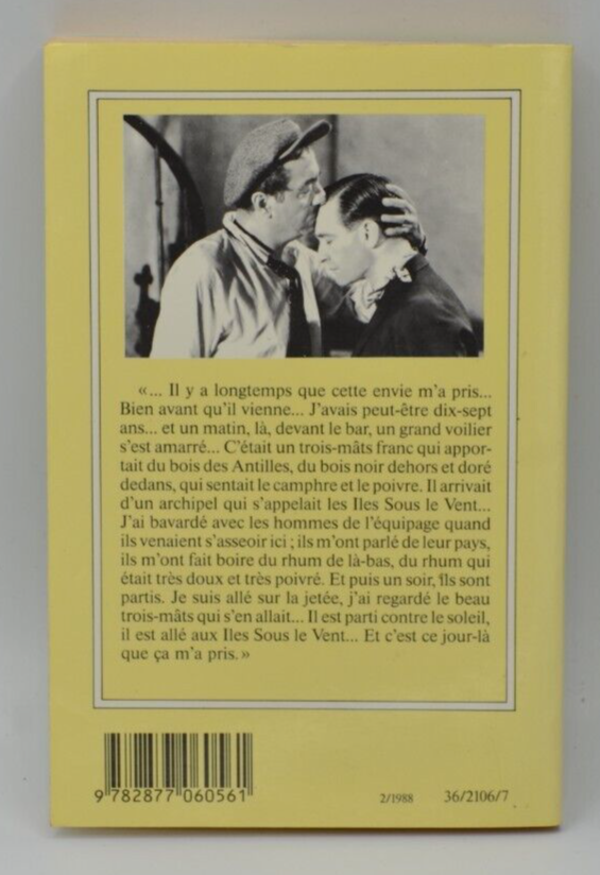 «... Il y a longtemps que cette envie m'a pris...
Bien avant qu'il vienne... J'avais peut-être dix-sept
ans... et un matin, là, devant le bar, un grand voilier
s'est amarré... C'était un trois-mâts franc qui appor-
tait du bois des Antilles, du bois noir dehors et doré
dedans, qui sentait le camphre et le poivre. Il arrivait
d'un archipel qui s'appelait les Iles Sous le Vent...
J'ai bavardé avec les hommes de l'équipage quand
ils venaient s'asseoir ici ; ils m'ont parlé de leur pays,
ils m'ont fait boire du rhum de là-bas, du rhum qui
était très doux et très poivré. Et puis un soir, ils sont
partis. Je suis allé sur la jetée, j'ai regardé le beau
trois-mâts qui s'en allait... Il est parti contre le soleil,
il est allé aux Iles Sous le Vent... Et c'est ce jour-là
que ça m'a pris.»
9 782877 060561
2/1988 36/2106/7